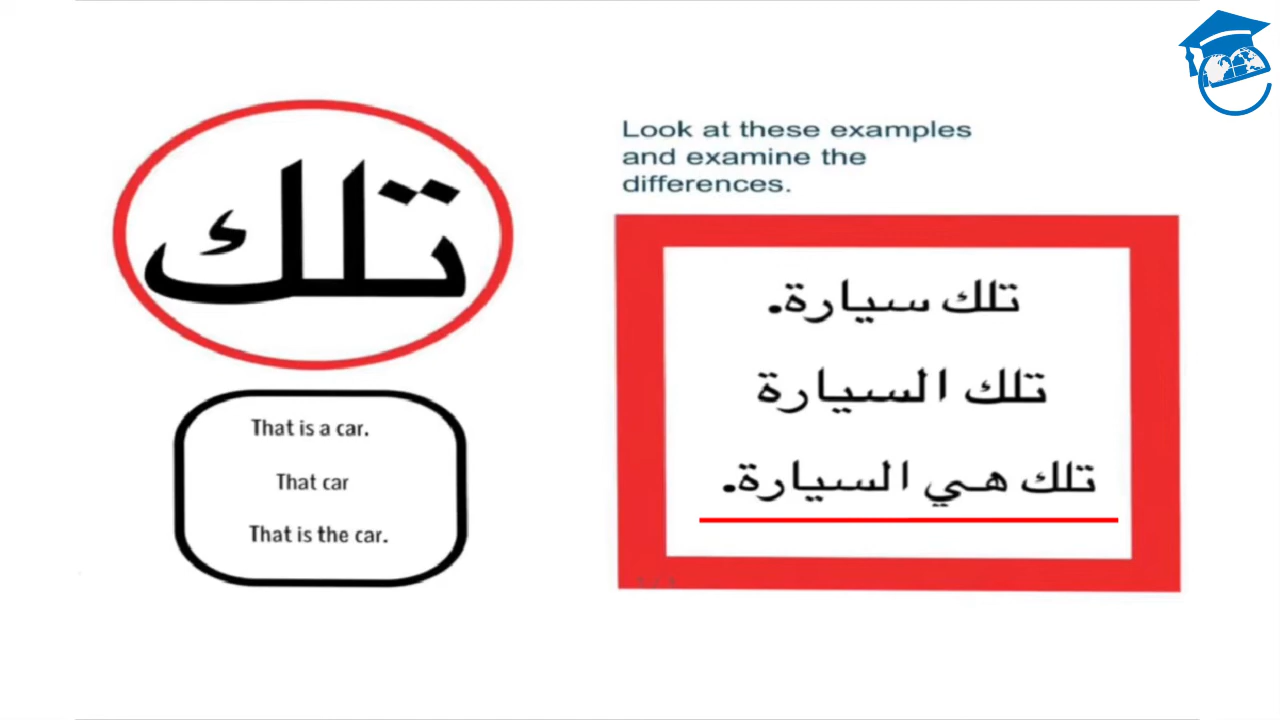 تلك
That is a car.
That car
That is the car.
Look at these examples
and examine the
differences.
تلك سيارة.
تلك السيارة
تلك هي السيارة.